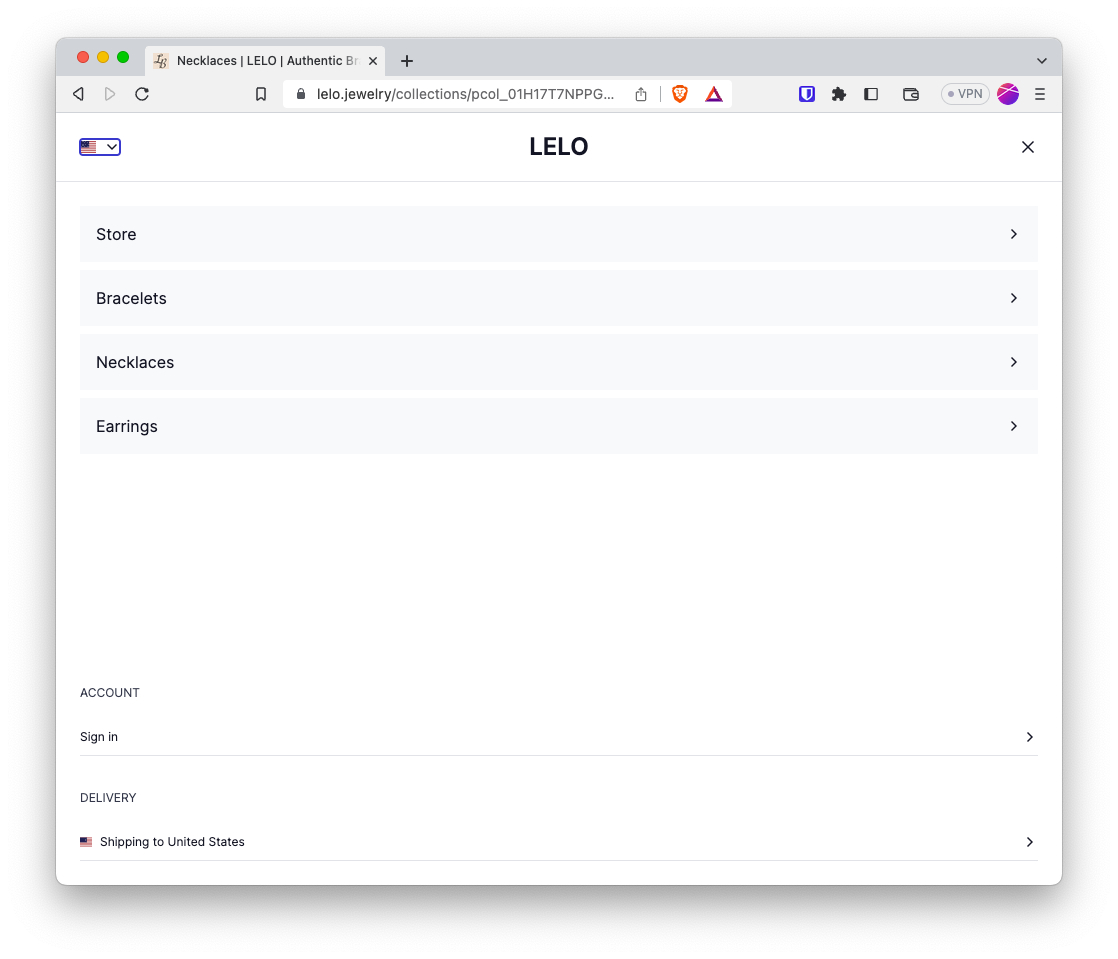 Necklaces | LELO | Authentic Br
lelo.jewelry/collections/pcol_01H17T7NPPG...
VPN
LELO
Store
Bracelets
Necklaces
Earrings
ACCOUNT
Sign in
DELIVERY
Shipping to United States